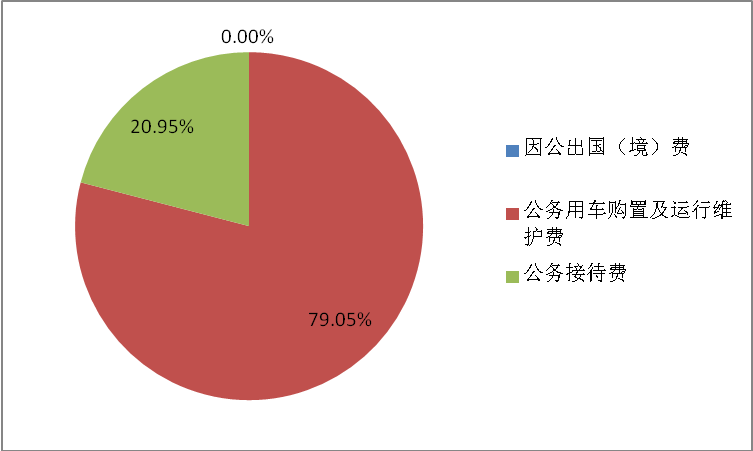 0.00%
20.95%
79.05%
因公出国（境）费
公务用车购置及运行维
护费
公务接待费